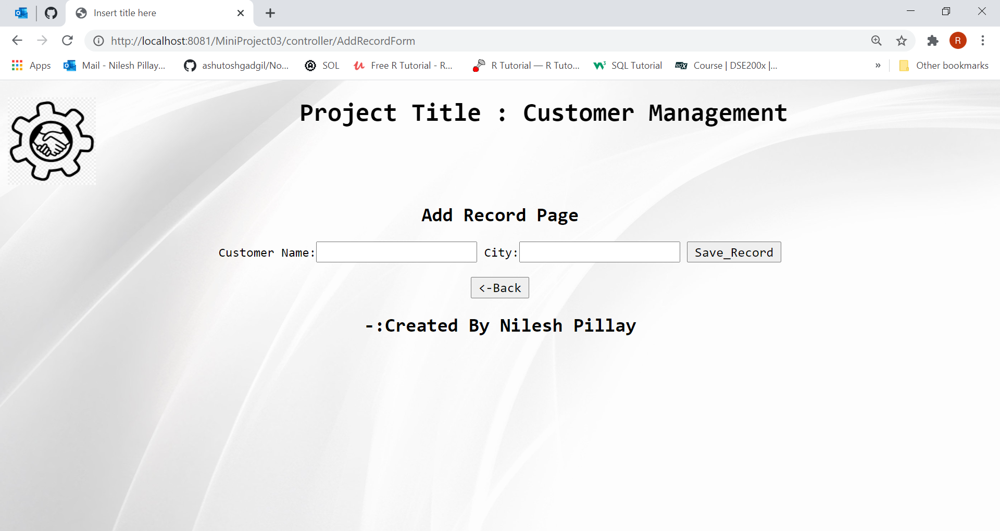 Insert title here
http://localhost:8081/MiniProject03/controller/AddRecordForm
R
Apps Mail - Nilesh Pillay... ashutoshgadgil/No... SOL Free R Tutorial - R... R Tutorial — R Tuto... SQL Tutorial Course | DSE200x |... » Other bookmarks
Project Title : Customer Management
Add Record Page
Customer Name: City: Save_Record
<-Back
-:Created By Nilesh Pillay